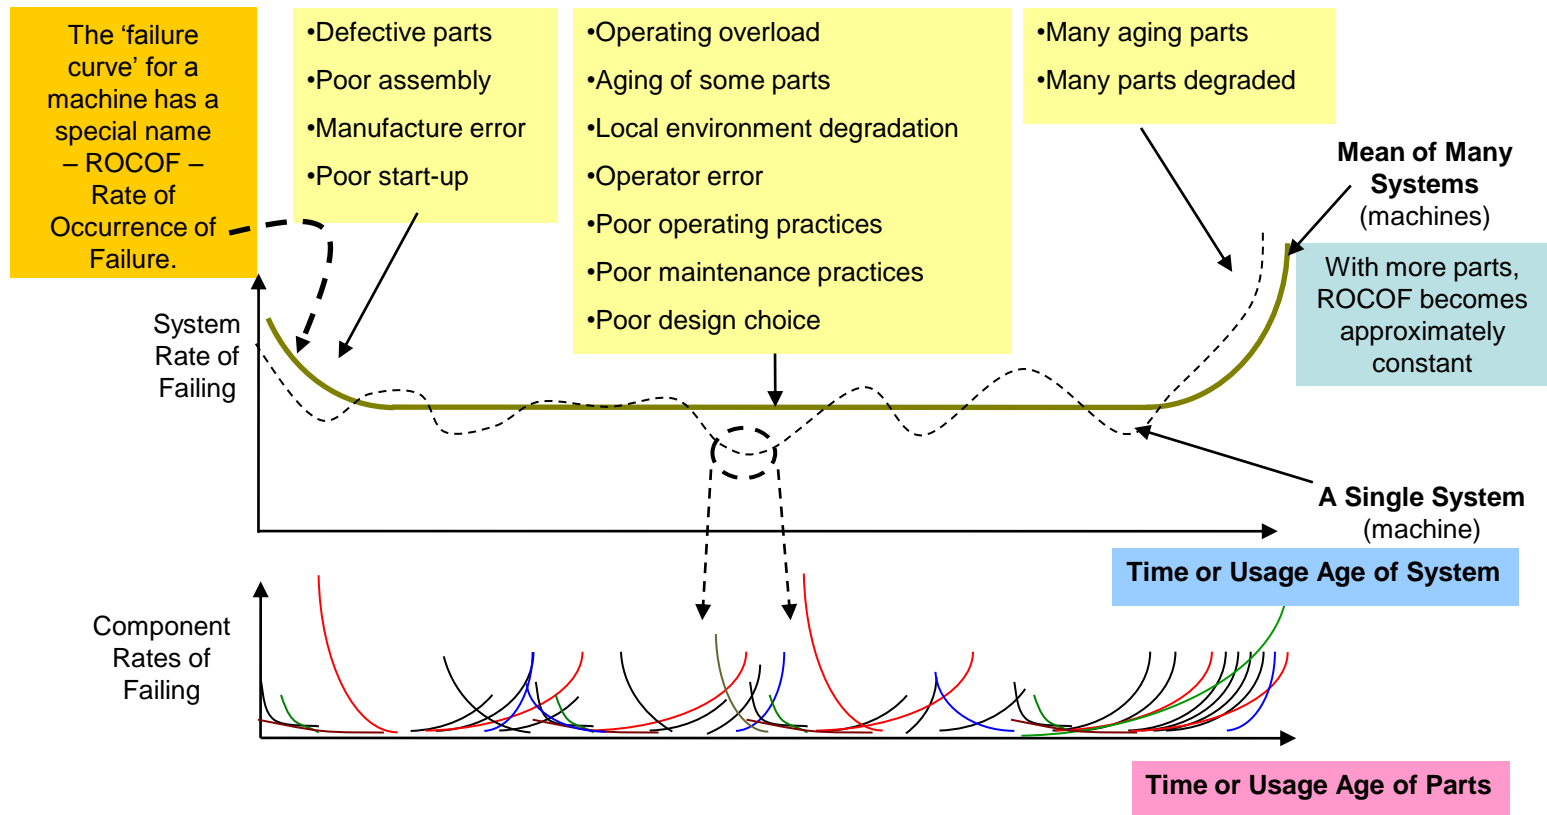 The ‘failure
curve’ for a
machine has a
special name
– ROCOF –
Rate of
Occurrence of
Failure.
•Defective parts
•Poor assembly
•Manufacture error
•Poor start-up
•Operating overload
•Aging of some parts
•Local environment degradation
•Operator error
•Poor operating practices
•Poor maintenance practices
•Poor design choice
•Many aging parts
•Many parts degraded
Mean of Many
Systems
(machines)
With more parts,
ROCOF becomes
approximately
constant
System
Rate of
Failing
A Single System
(machine)
Time or Usage Age of System
Component
Rates of
Failing
Time or Usage Age of Parts